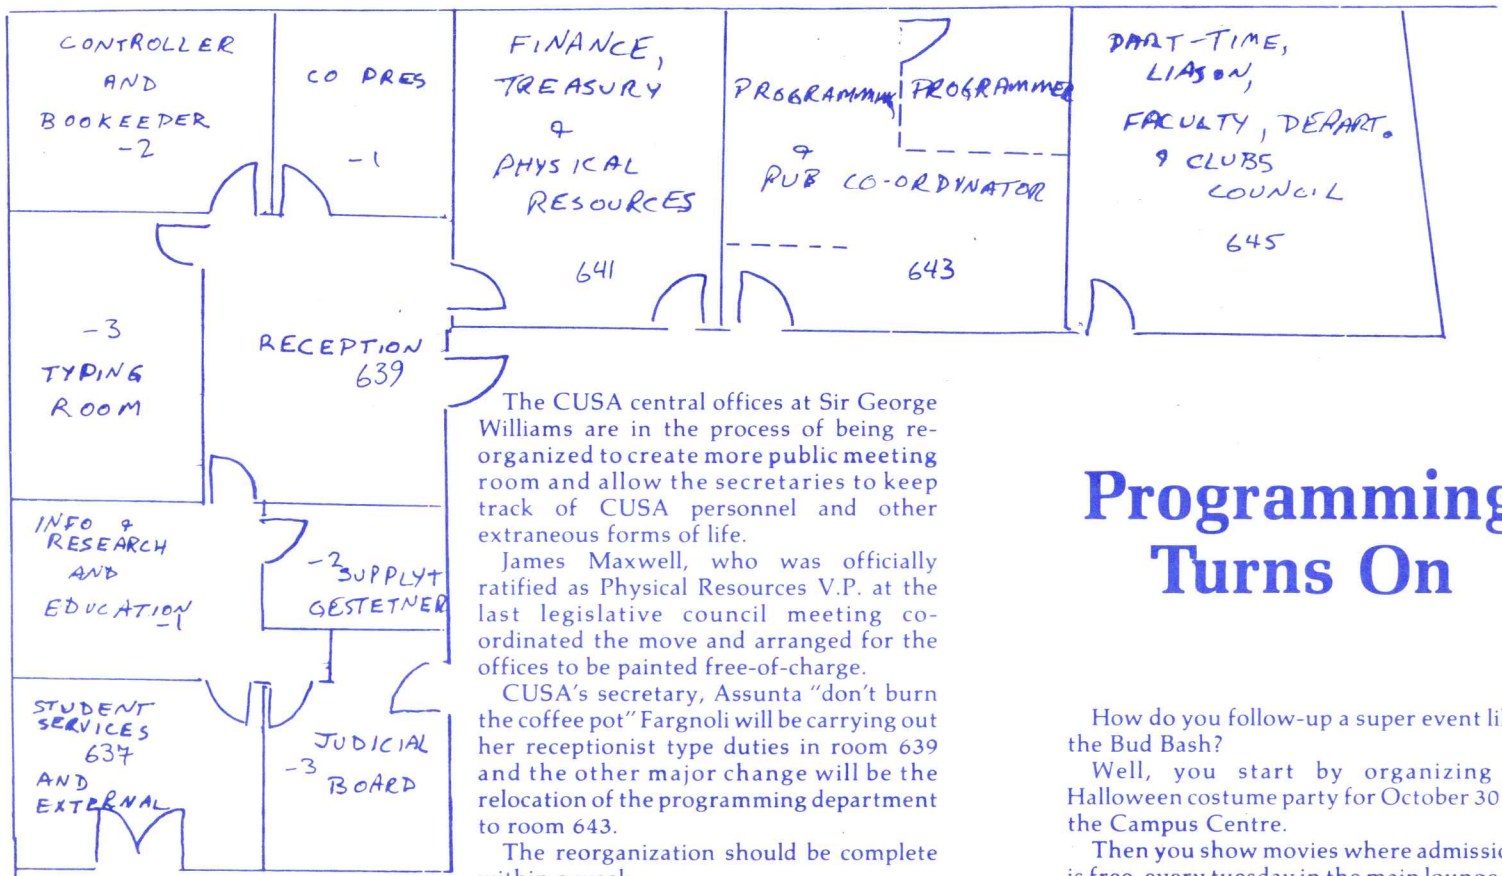 CONTROLLER
AND
BOOKEEPER
-2
CO PRES
-1
FINANCE,
TREASURY
&
PHYSICAL
RESOURCES
641
PROGRAMMING
&
PUB CO-ORDYNATOR
PROGRAMMER
643
PART-TIME,
LIASON,
FACULTY, DEPART.
& CLUBS
COUNCIL
645
-3
TYPING
ROOM
RECEPTION
639
INFO &
RESEARCH
AND
EDUCATION
-1
-2
SUPPLY +
GESTETNER
STUDENT
SERVICES
637
AND
EXTERNAL
JUDICIAL
-3
BOARD
The CUSA central offices at Sir George
Williams are in the process of being re-
organized to create more public meeting
room and allow the secretaries to keep
track of CUSA personnel and other
extraneous forms of life.
James Maxwell, who was officially
ratified as Physical Resources V.P. at the
last legislative council meeting co-
ordinated the move and arranged for the
offices to be painted free-of-charge.
CUSA's secretary, Assunta "don't burn
the coffee pot" Fargnoli will be carrying out
her receptionist type duties in room 639
and the other major change will be the
relocation of the programming department
to room 643.
The reorganization should be complete
Programming
Turns On
How do you follow-up a super event
the Bud Bash?
Well, you start by organizing
Halloween costume party for October 30
the Campus Centre.
Then you show movies where
is free, every tuesday in the main lounge